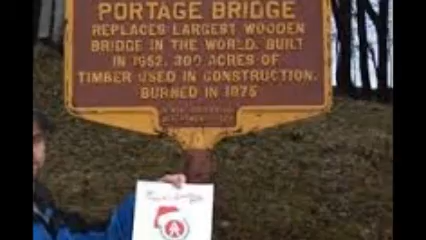 PORTAGE BRIDGE
REPLACES LARGEST WOODEN
BRIDGE IN THE WORLD. BUILT
IN 1852. 300 ACRES OF
TIMBER USED IN CONSTRUCTION.
BURNED IN 1875